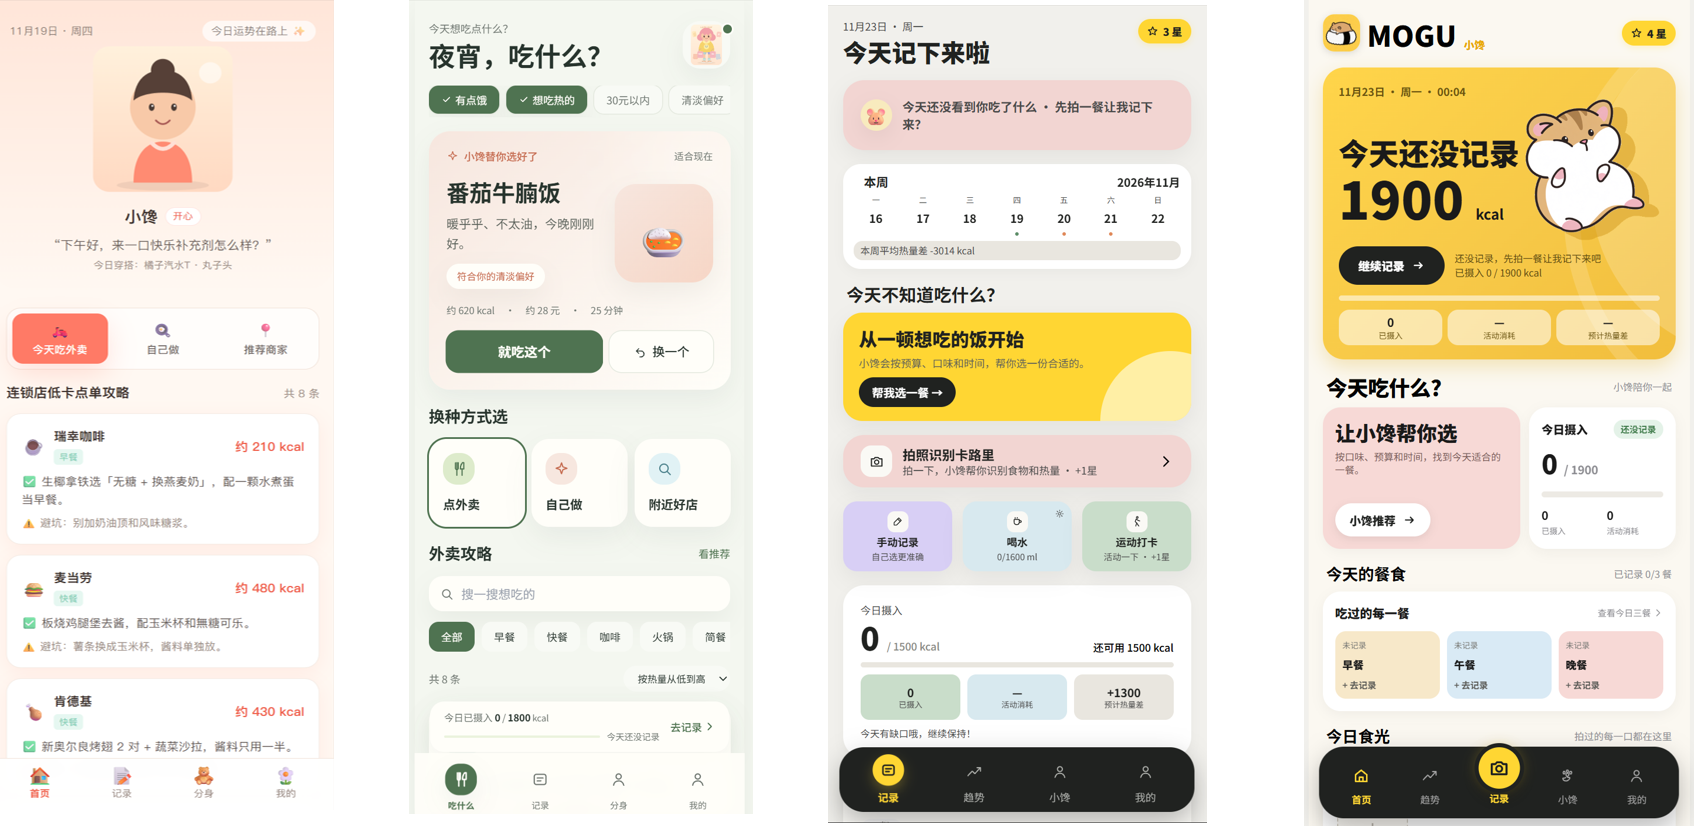 11月19日 · 周四
今日运势在路上 ✨
小馋 开心
“下午好，来一口快乐补充剂怎么样？”
今日穿搭：橘子汽水T · 丸子头
今天吃外卖
自己做
推荐商家
连锁店低卡点单攻略 共 8 条
瑞幸咖啡
早餐
约 210 kcal
✅ 生椰拿铁选「无糖 + 换燕麦奶」，配一颗水煮蛋
当早餐。
⚠️ 避坑：别加奶油顶和风味糖浆。
麦当劳
快餐
约 480 kcal
✅ 板烧鸡腿堡去酱，配玉米杯和無糖可乐。
⚠️ 避坑：薯条换成玉米杯，酱料单独放。
肯德基
快餐
约 430 kcal
✅ 新奥尔良烤翅 2 对 + 蔬菜沙拉，酱料只用一半。
首页
记录
分身
我的
今天想吃点什么？
夜宵，吃什么？
✓ 有点饿
✓ 想吃热的
30元以内
清淡偏好
小馋替你选好了
适合现在
番茄牛腩饭
暖乎乎、不太油，今晚刚刚
好。
符合你的清淡偏好
约 620 kcal · 约 28 元 · 25 分钟
就吃这个
换一个
换种方式选
点外卖
自己做
附近好店
外卖攻略
看推荐
搜一搜想吃的
全部
早餐
快餐
咖啡
火锅
简餐
共 8 条
按热量从低到高
今日已摄入 0 / 1800 kcal
今天还没记录
去记录
吃什么
记录
分身
我的
11月23日 · 周一
今天记下来啦
3 星
今天还没看到你吃了什么 · 先拍一餐让我记下
来？
本周
2026年11月
一 二 三 四 五 六 日
16 17 18 19 20 21 22
本周平均热量差 -3014 kcal
今天不知道吃什么？
从一顿想吃的饭开始
小馋会按预算、口味和时间，帮你选一份合适的。
帮我选一餐 →
拍照识别卡路里
拍一下，小馋帮你识别食物和热量 · +1星
手动记录
自己选更准确
喝水
0/1600 ml
运动打卡
活动一下 · +1星
今日摄入
0 / 1500 kcal
还可用 1500 kcal
0
已摄入
—
活动消耗
+1300
预计热量差
今天有缺口哦，继续保持！
记录
趋势
小馋
我的
MOGU 小馋
4 星
11月23日 · 周一 · 00:04
今天还没记录
1900 kcal
继续记录 →
还没记录，先拍一餐让我记下来吧
已摄入 0 / 1900 kcal
0
已摄入
—
活动消耗
—
预计热量差
今天吃什么？
小馋陪你一起
让小馋帮你选
按口味、预算和时间，找到今天适合的
一餐。
小馋推荐 →
今日摄入
还没记录
0 / 1900
0
已摄入
0
活动消耗
今天的餐食
已记录 0/3 餐
吃过的每一餐
查看今日三餐
未记录
早餐
+ 去记录
未记录
午餐
+ 去记录
未记录
晚餐
+ 去记录
今日食光
拍过的每一口都在这里
首页
趋势
记录
小馋
我的